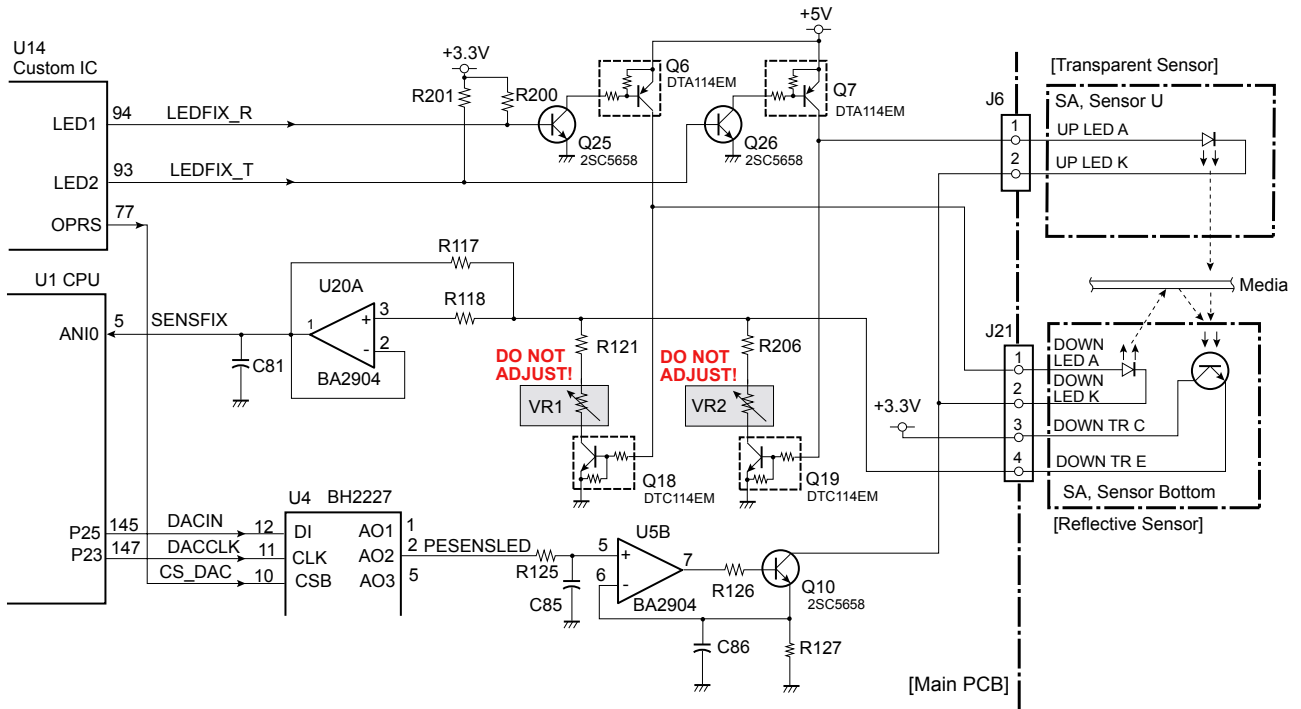 +5V
U14
Custom IC
+3.3V
Q6
DTA114EM
Q7
DTA114EM
[Transparent Sensor]
R201
R200
J6
SA, Sensor U
LED1
94
LEDFIX_R
1
UP LED A
Q25
2SC5658
Q26
2SC5658
2
UP LED K
LED2
93
LEDFIX_T
OPRS
77
R117
U1 CPU
U20A
R118
Media
ANI0
5
SENSFIX
1
3
+
2
-
BA2904
C81
R121
R206
J21
DO NOT
ADJUST!
DO NOT
ADJUST!
1
DOWN
LED A
VR1
VR2
2
DOWN
LED K
+3.3V
3
DOWN TR C
4
DOWN TR E
Q18
DTC114EM
Q19
DTC114EM
SA, Sensor Bottom
[Reflective Sensor]
U4
BH2227
P25
145
DACIN
12
DI
AO1
1
P23
147
DACCLK
11
CLK
AO2
2
PESENSLED
CS_DAC
10
CSB
AO3
5
R125
C85
U5B
5
+
6
-
7
BA2904
R126
Q10
2SC5658
C86
R127
[Main PCB]